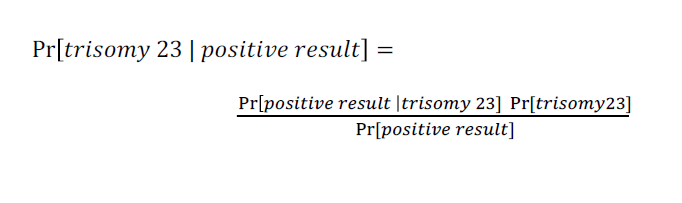 Pr[trisomy 23 | positive result] =
Pr[positive result |trisomy 23] Pr[trisomy23]
Pr[positive result]